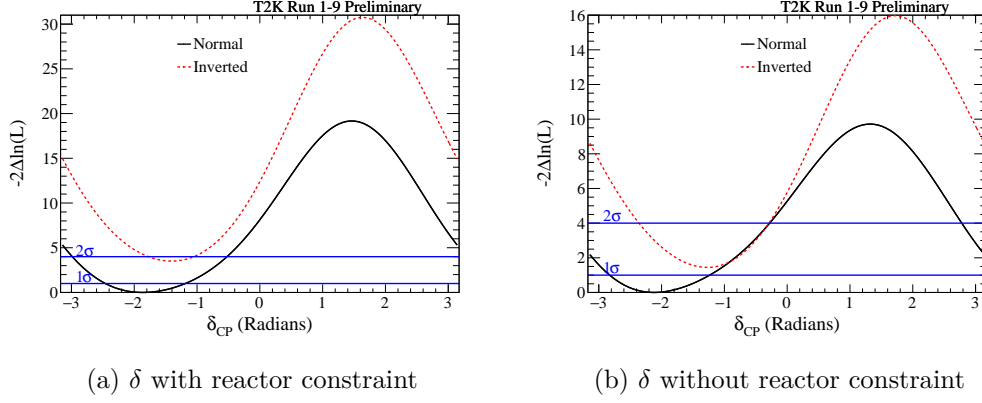 T2K Run 1-9 Preliminary
-2Δln(L)
30
25
20
15
10
5
0
Normal
Inverted
2σ
1σ
−3 −2 −1 0 1 2 3
δCP (Radians)
(a) δ with reactor constraint
T2K Run 1-9 Preliminary
-2Δln(L)
16
14
12
10
8
6
4
2
0
Normal
Inverted
2σ
1σ
−3 −2 −1 0 1 2 3
δCP (Radians)
(b) δ without reactor constraint